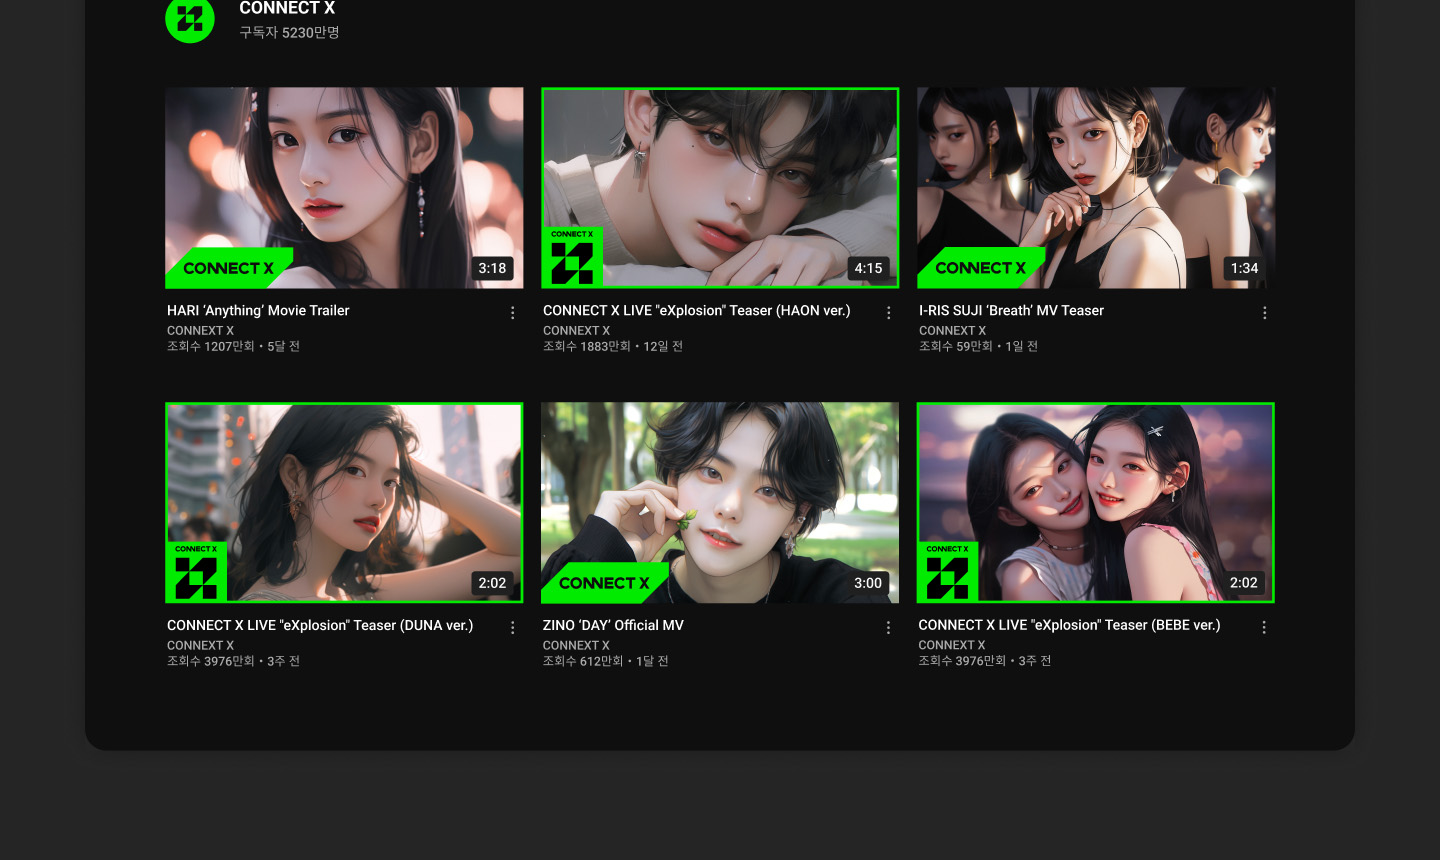 CONNECT X
구독자 5230만명
CONNECT X
3:18
CONNECT X
4:15
CONNECT X
1:34
HARI ‘Anything’ Movie Trailer
CONNEXT X
조회수 1207만회 • 5달 전
CONNECT X LIVE "eXplosion" Teaser (HAON ver.)
CONNEXT X
조회수 1883만회 • 12일 전
I-RIS SUJI ‘Breath’ MV Teaser
CONNEXT X
조회수 59만회 • 1일 전
CONNECT X
2:02
CONNECT X
3:00
CONNECT X
2:02
CONNECT X LIVE "eXplosion" Teaser (DUNA ver.)
CONNEXT X
조회수 3976만회 • 3주 전
ZINO ‘DAY’ Official MV
CONNEXT X
조회수 612만회 • 1달 전
CONNECT X LIVE "eXplosion" Teaser (BEBE ver.)
CONNEXT X
조회수 3976만회 • 3주 전